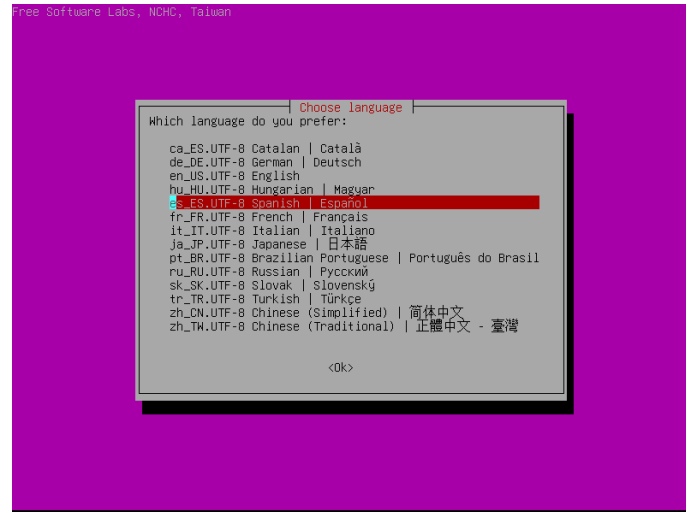 Free Software Labs, NCHC, Taiwan
Choose language
Which language do you prefer:
ca_ES.UTF-8 Catalan | Català
de_DE.UTF-8 German | Deutsch
en_US.UTF-8 English
hu_HU.UTF-8 Hungarian | Magyar
es_ES.UTF-8 Spanish | Español
fr_FR.UTF-8 French | Français
it_IT.UTF-8 Italian | Italiano
ja_JP.UTF-8 Japanese | 日本語
pt_BR.UTF-8 Brazilian Portuguese | Português do Brasil
ru_RU.UTF-8 Russian | Русский
sk_SK.UTF-8 Slovak | Slovenský
tr_TR.UTF-8 Turkish | Türkçe
zh_CN.UTF-8 Chinese (Simplified) | 简体中文
zh_TW.UTF-8 Chinese (Traditional) | 正體中文 - 臺灣
<Ok>